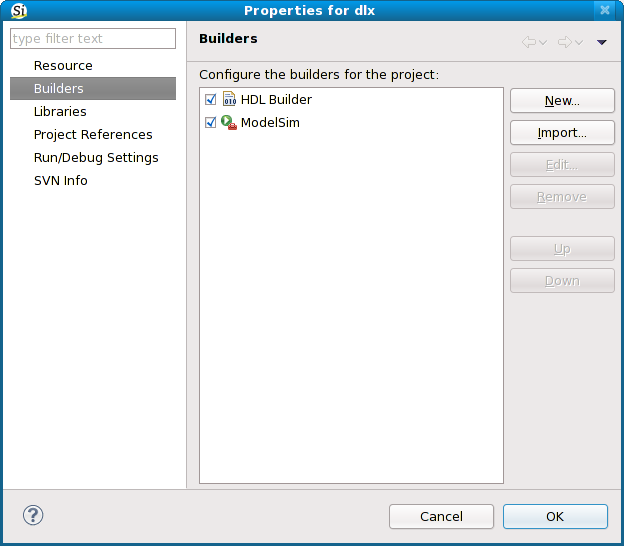 Si
Properties for dlx
type filter text
Resource
Builders
Libraries
Project References
Run/Debug Settings
SVN Info
Builders
Configure the builders for the project:
HDL Builder
ModelSim
New...
Import...
Edit...
Remove
Up
Down
?
Cancel
OK